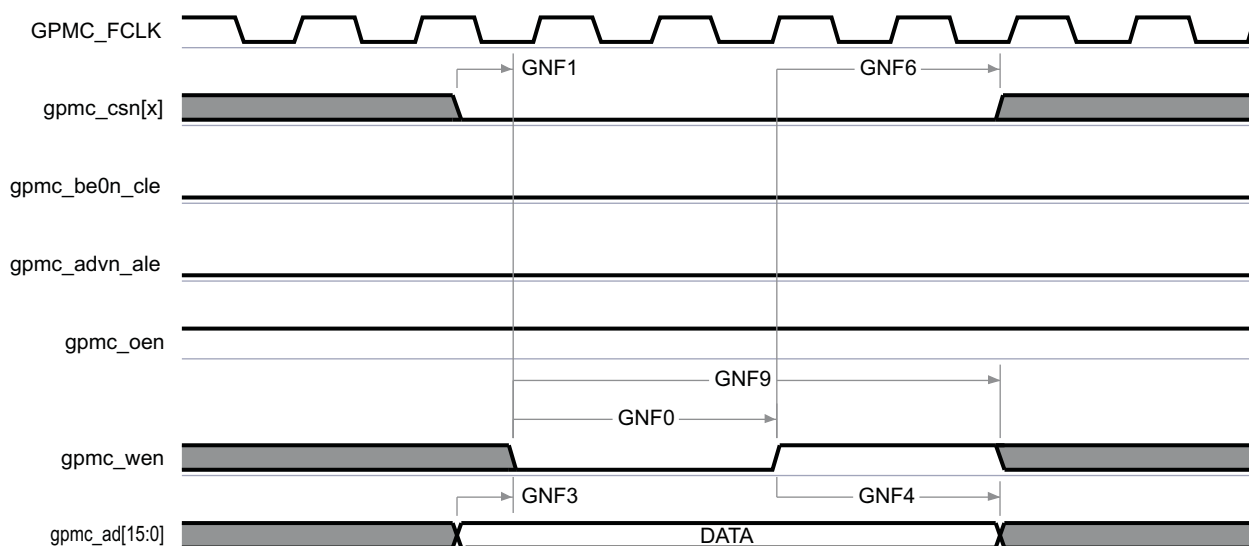 GPMC_FCLK
GNF1
GNF6
gpmc_csn[x]
gpmc_be0n_cle
gpmc_advn_ale
gpmc_oen
GNF9
GNF0
gpmc_wen
GNF3
GNF4
gpmc_ad[15:0]
DATA